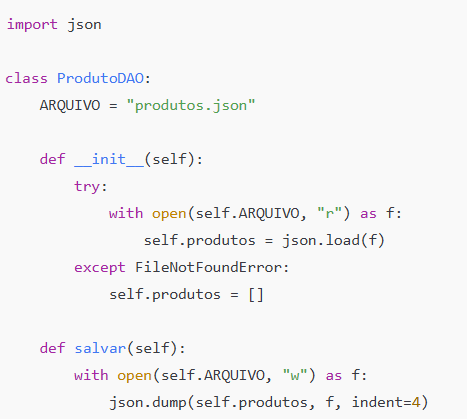 import json

class ProdutoDAO:
    ARQUIVO = "produtos.json"

    def __init__(self):
        try:
            with open(self.ARQUIVO, "r") as f:
                self.produtos = json.load(f)
        except FileNotFoundError:
            self.produtos = []

    def salvar(self):
        with open(self.ARQUIVO, "w") as f:
            json.dump(self.produtos, f, indent=4)